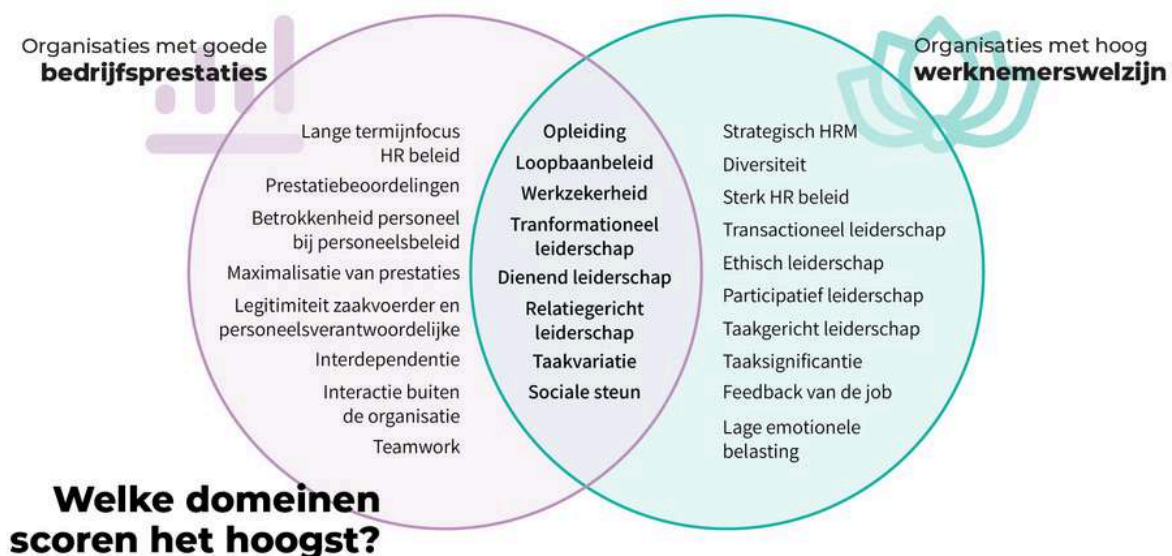 Organisaties met goede
bedrijfsprestaties
Organisaties met hoog
werknemerswelzijn
Lange termijnfocus
HR beleid
Prestatiebeoordelingen
Betrokkenheid personeel
bij personeelsbeleid
Maximalisatie van prestaties
Legitimiteit zaakvoerder en
personeelsverantwoordelijke
Interdependentie
Interactie buiten
de organisatie
Teamwork
Opleiding
Loopbaanbeleid
Werkzekerheid
Tranformationeel
leiderschap
Dienend leiderschap
Relatiegericht
leiderschap
Taakvariatie
Sociale steun
Strategisch HRM
Diversiteit
Sterk HR beleid
Transactioneel leiderschap
Ethisch leiderschap
Participatief leiderschap
Taakgericht leiderschap
Taaksignificantie
Feedback van de job
Lage emotionele
belasting
Welke domeinen
scoren het hoogst?